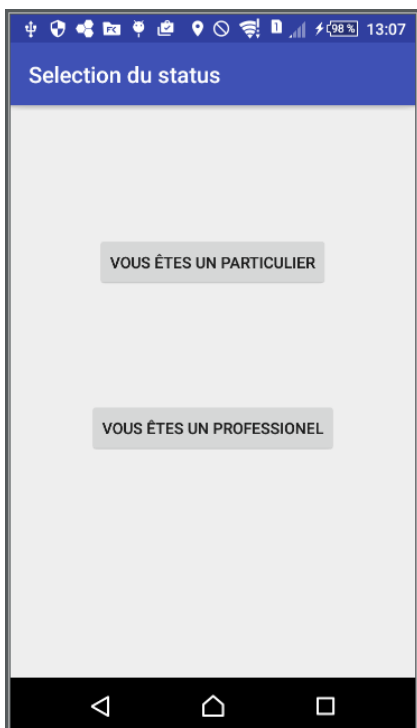 98% 13:07
Selection du status
VOUS ÊTES UN PARTICULIER
VOUS ÊTES UN PROFESSIONEL